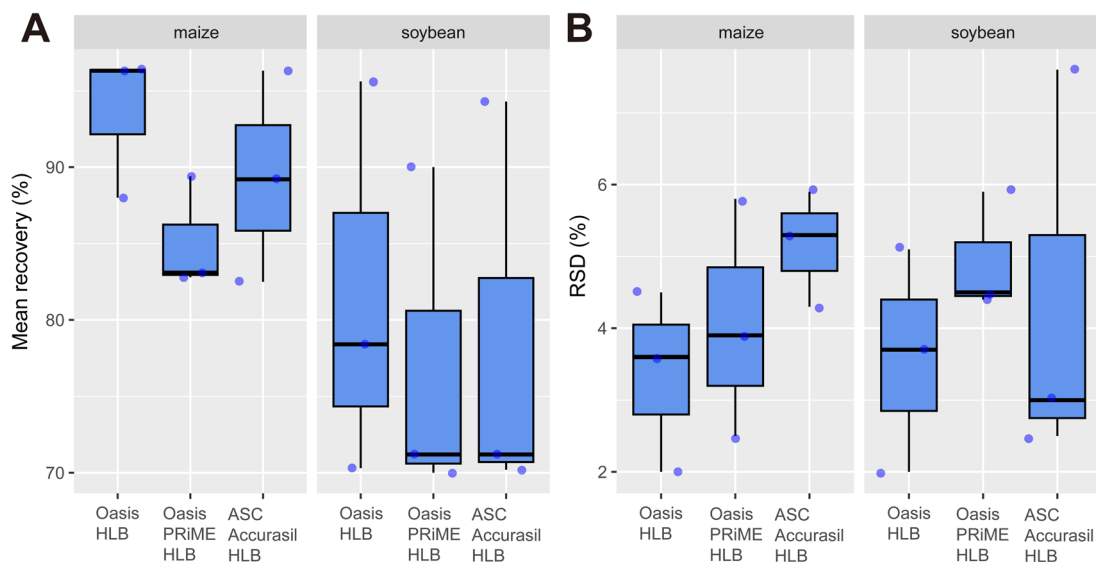 A
maize
soybean
Mean recovery (%)
90
80
70
Oasis
HLB
Oasis
PRiME
HLB
ASC
Accurasil
HLB
Oasis
HLB
Oasis
PRiME
HLB
ASC
Accurasil
HLB
B
maize
soybean
RSD (%)
6
4
2
Oasis
HLB
Oasis
PRiME
HLB
ASC
Accurasil
HLB
Oasis
HLB
Oasis
PRiME
HLB
ASC
Accurasil
HLB